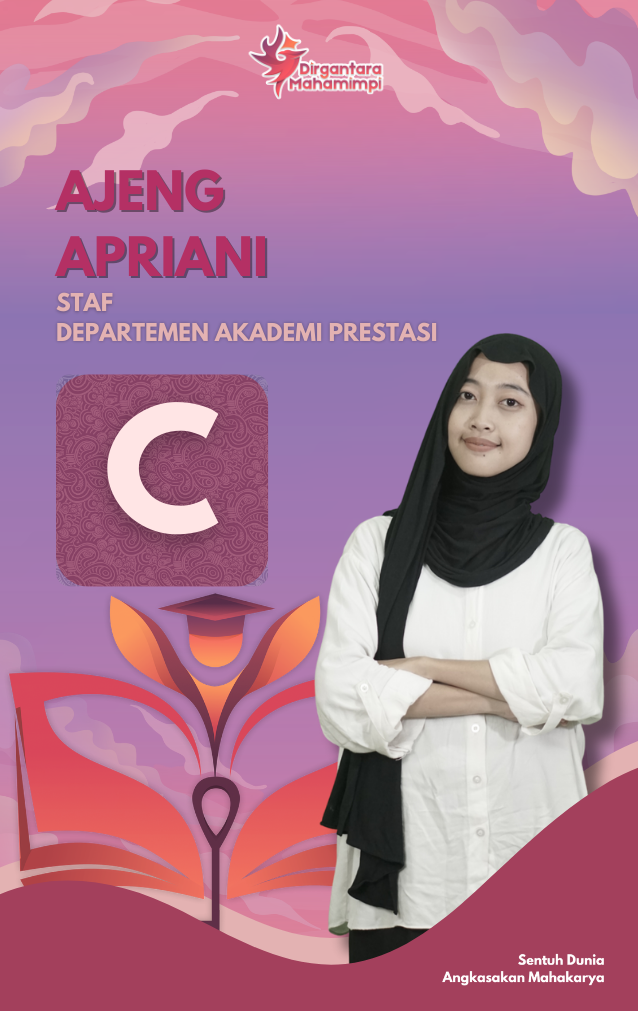 Dirgantara
Mahamimpi
AJENG
APRIANI
STAF
DEPARTEMEN AKADEMI PRESTASI
C
Sentuh Dunia
Angkasakan Mahakarya